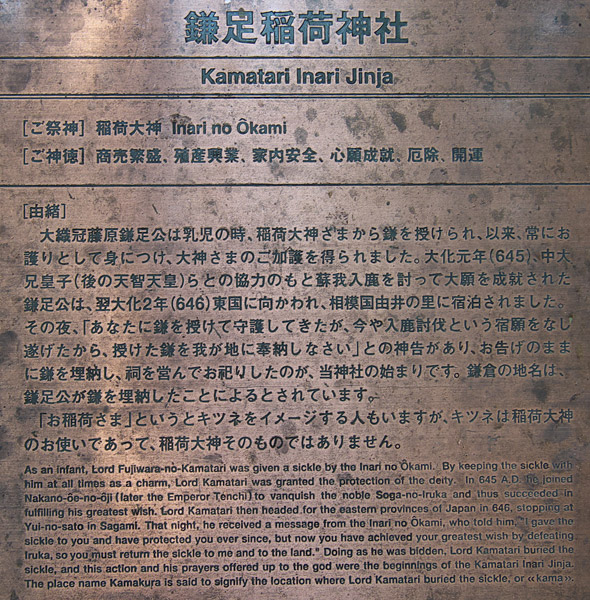 鎌足稲荷神社
Kamatari Inari Jinja
[ご祭神] 稲荷大神 Inari no Ôkami
[ご神徳] 商売繁盛、殖産興業、家内安全、心願成就、厄除、開運
[由緒]
大織冠藤原鎌足公は乳児の時、稲荷大神さまから鎌を授けられ、以来、常にお
護りとして身につけ、大神さまのご加護を得られました。大化元年(645)、中大
兄皇子(後の天智天皇)らとの協力のもと蘇我入鹿を討って大願を成就された
鎌足公は、翌大化2年(646)東国に向かわれ、相模国由井の里に宿泊されました。
その夜、「あなたに鎌を授けて守護してきたが、今や入鹿討伐という宿願をなし
遂げたから、授けた鎌を我が地に奉納しなさい」との神告があり、お告げのまま
に鎌を埋納し、祠を営んでお祀りしたのが、当神社の始まりです。鎌倉の地名は、
鎌足公が鎌を埋納したことによるとされています。
「お稲荷さま」というとキツネをイメージする人もいますが、キツネは稲荷大神
のお使いであって、稲荷大神そのものではありません。
As an infant, Lord Fujiwara-no-Kamatari was given a sickle by the Inari no Ôkami. By keeping the sickle with
him at all times as a charm, Lord Kamatari was granted the protection of the deity. In 645 A.D. he joined
Nakano-ōe-no-ōji (later the Emperor Tenchi) to vanquish the noble Soga-no-Iruka and thus succeeded in
fulfilling his greatest wish. Lord Kamatari then headed for the eastern provinces of Japan in 646, stopping at
Yui-no-sato in Sagami. That night, he received a message from the Inari no Ôkami, who told him, "I gave the
sickle to you and have protected you ever since, but now you have achieved your greatest wish by defeating
Iruka, so you must return the sickle to me and to the land." Doing as he was bidden, Lord Kamatari buried the
sickle, and this action and his prayers offered up to the god were the beginnings of the Kamatari Inari Jinja.
The place name Kamakura is said to signify the location where Lord Kamatari buried the sickle, or «kama».